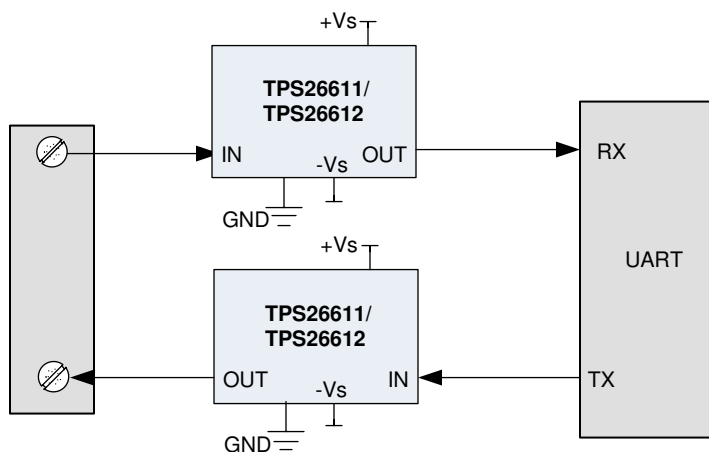 +Vs
TPS26611/
TPS26612
IN
OUT
-Vs
GND
RX
UART
+Vs
TPS26611/
TPS26612
OUT
IN
-Vs
GND
TX